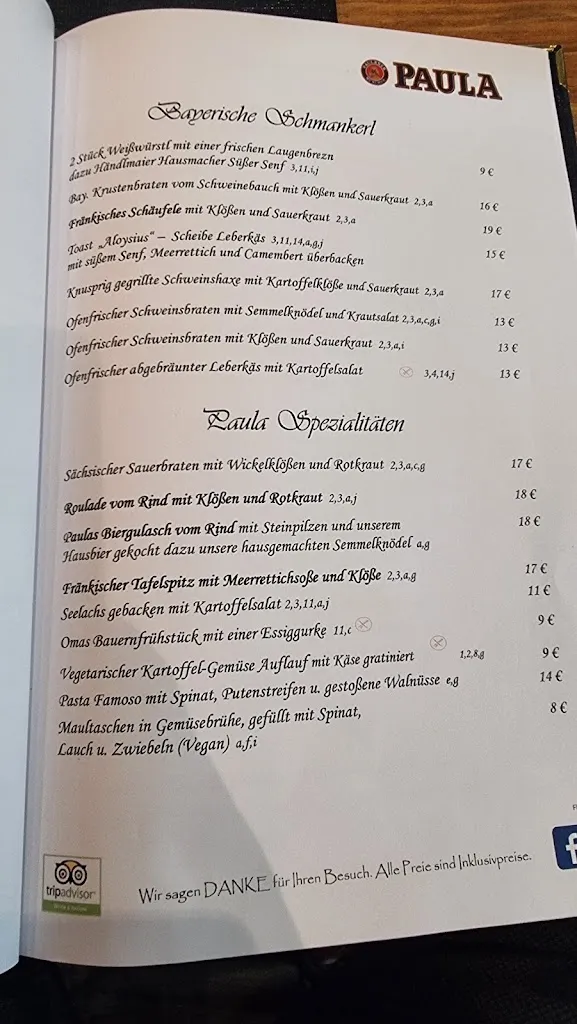 PAULA
Bayerische Schmankerl
2 Stück Weißwürstl mit einer frischen Laugenbrezn
dazu Händlmaier Hausmacher Süßer Senf 3,11,i,j 9 €
Bay. Krustenbraten vom Schweinebauch mit Klößen und Sauerkraut 2,3,a 16 €
Fränkisches Schäufele mit Klößen und Sauerkraut 2,3,a 19 €
Toast „Aloysius" – Scheibe Leberkäs 3,11,14,a,g,j 15 €
mit süßem Senf, Meerrettich und Camembert überbacken
Knusprig gegrillte Schweinshaxe mit Kartoffelklöße und Sauerkraut 2,3,a 17 €
Ofenfrischer Schweinsbraten mit Semmelknödel und Krautsalat 2,3,a,c,g,i 13 €
Ofenfrischer Schweinsbraten mit Klößen und Sauerkraut 2,3,a,i 13 €
Ofenfrischer abgebräunter Leberkäs mit Kartoffelsalat 3,4,14,j 13 €
Paula Spezialitäten
Sächsischer Sauerbraten mit Wickelklößen und Rotkraut 2,3,a,c,g 17 €
Roulade vom Rind mit Klößen und Rotkraut 2,3,a,j 18 €
Paulas Biergulasch vom Rind mit Steinpilzen und unserem 18 €
Hausbier gekocht dazu unsere hausgemachten Semmelknödel a,g
Fränkischer Tafelspitz mit Meerrettichsoße und Klöße 2,3,a,g 17 €
Seelachs gebacken mit Kartoffelsalat 2,3,11,a,j 11 €
Omas Bauernfrühstück mit einer Essiggurke 11,c 9 €
Vegetarischer Kartoffel-Gemüse Auflauf mit Käse gratiniert 1,2,8,g 9 €
Pasta Famoso mit Spinat, Putenstreifen u. gestoßene Walnüsse e,g 14 €
Maultaschen in Gemüsebrühe, gefüllt mit Spinat, 8 €
Lauch u. Zwiebeln (Vegan) a,f,i
tripadvisor
Wir sagen DANKE für Ihren Besuch. Alle Preie sind Inklusivpreise.
f